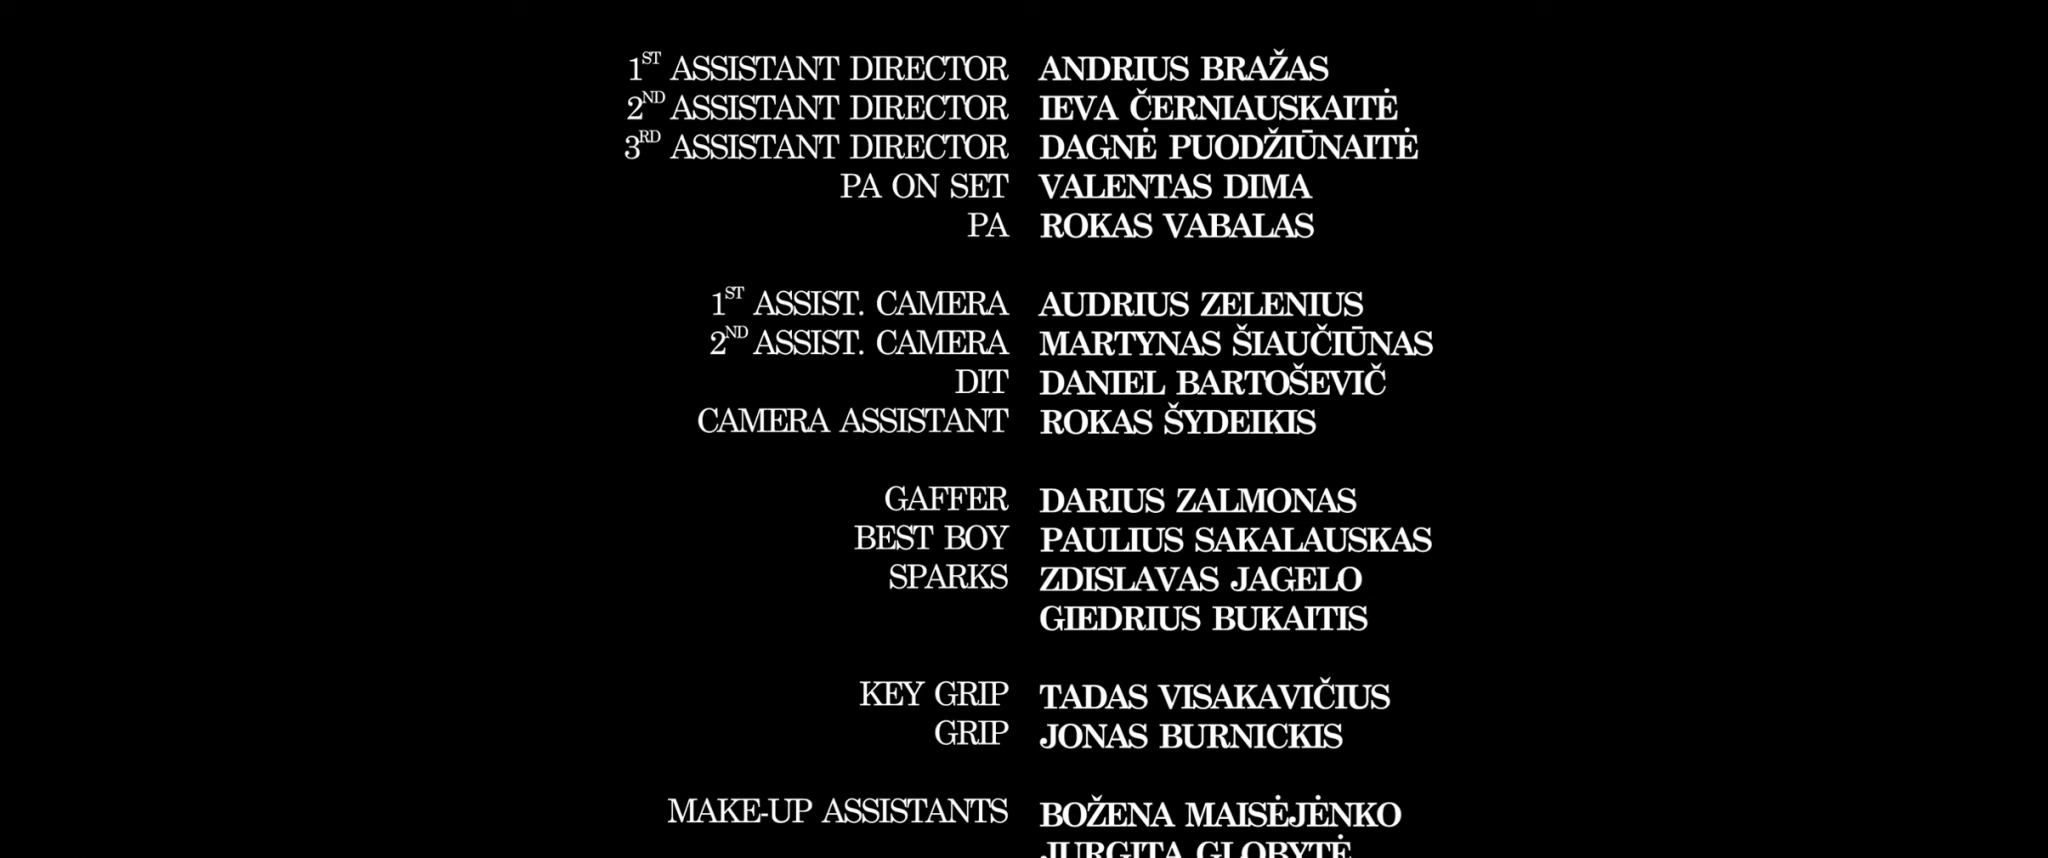 1ST ASSISTANT DIRECTOR ANDRIUS BRAŽAS
2ND ASSISTANT DIRECTOR IEVA ČERNIAUSKAITĖ
3RD ASSISTANT DIRECTOR DAGNĖ PUODŽIŪNAITĖ
PA ON SET VALENTAS DIMA
PA ROKAS VABALAS
1ST ASSIST. CAMERA AUDRIUS ZELENIUS
2ND ASSIST. CAMERA MARTYNAS ŠIAUČIŪNAS
DIT DANIEL BARTOŠEVIČ
CAMERA ASSISTANT ROKAS ŠYDEIKIS
GAFFER DARIUS ZALMONAS
BEST BOY PAULIUS SAKALAUSKAS
SPARKS ZDISLAVAS JAGELO
GIEDRIUS BUKAITIS
KEY GRIP TADAS VISAKAVIČIUS
GRIP JONAS BURNICKIS
MAKE-UP ASSISTANTS BOŽENA MAISĖJĖNKO
JURGITA GLOBYTĖ